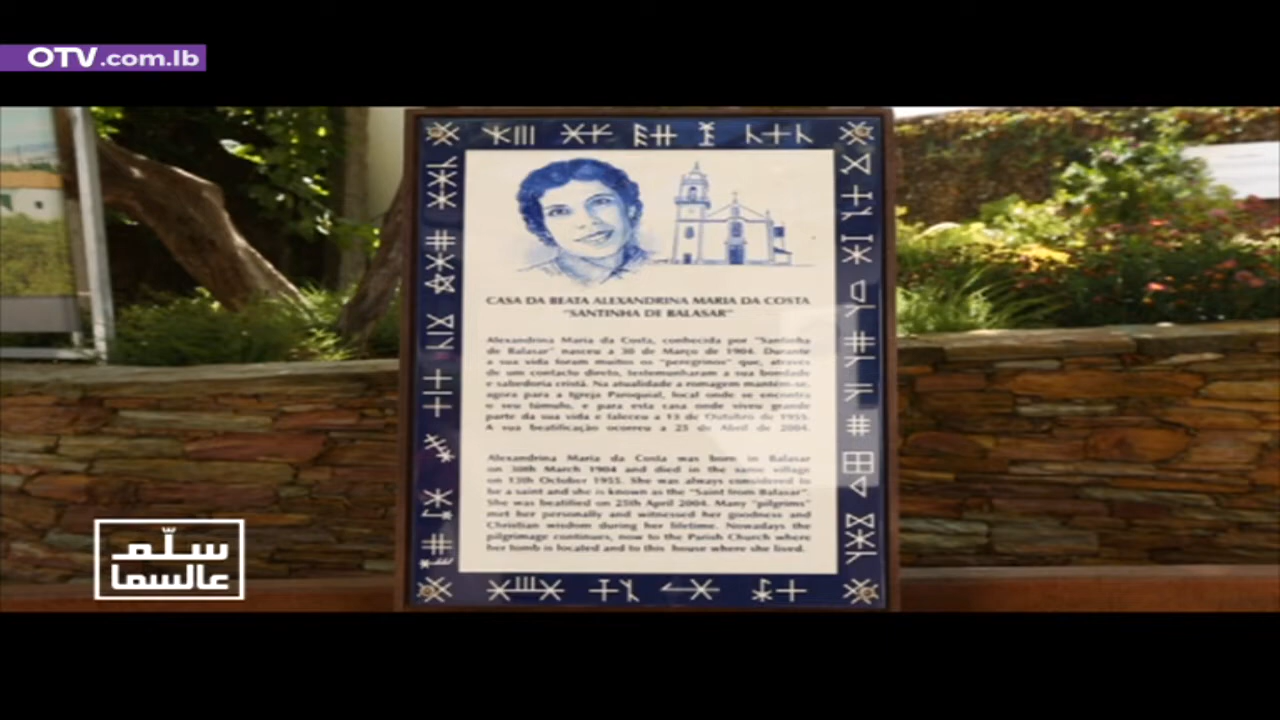 OTV.com.lb
CASA DA BEATA ALEXANDRINA MARIA DA COSTA
"SANTINHA DE BALASAR"
Alexandrina Maria da Costa, conhecida por "Santinha
de Balasar" nasceu a 30 de Março de 1904. Durante
a sua vida foram muitos os "peregrinos" que, através
de um contacto directo, testemunharam a sua bondade
e sabedoria cristã. Na atualidade a romagem mantém-se,
agora para a Igreja Paroquial, local onde se encontra
o seu túmulo, e para esta casa onde viveu grande
parte da sua vida e faleceu a 13 de Outubro de 1955.
A sua beatificação ocorreu a 25 de Abril de 2004.
Alexandrina Maria da Costa was born in Balasar
on 30th March 1904 and died in the same village
on 13th October 1955. She was always considered to
be a saint and she is known as the "Saint from Balasar".
She was beatified on 25th April 2004. Many "pilgrims"
met her personally and witnessed her goodness and
Christian wisdom during her lifetime. Nowadays the
pilgrimage continues, now to the Parish Church where
her tomb is located and to this house where she lived.
سلّم
عالسما